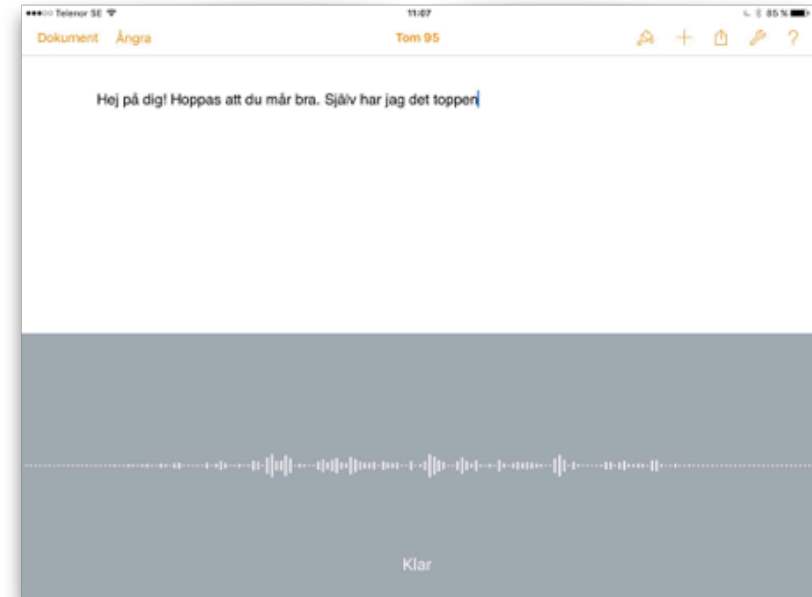 Telenor SE 11:07 85 %
Dokument Ångra Tom 95 ?
Hej på dig! Hoppas att du mår bra. Själv har jag det toppen
Klar